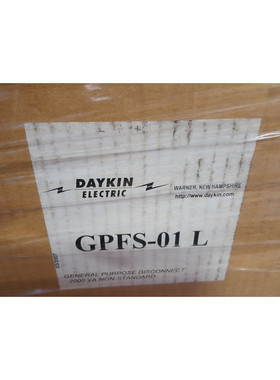 DAYKIN
ELECTRIC
WARNER, NEW HAMPSHIRE
http://www.daykin.com
GPFS-01 L
GENERAL PURPOSE DISCONNECT
2000 VA NON-STANDARD